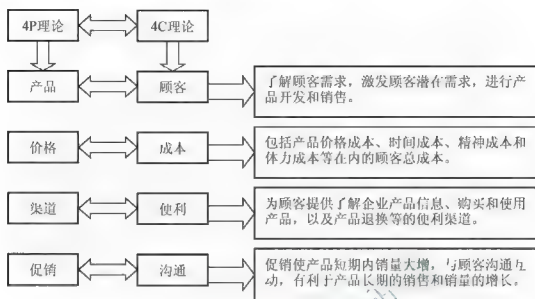 4P理论
4C理论
产品
顾客
了解顾客需求，激发顾客潜在需求，进行产
品开发和销售。
价格
成本
包括产品价格成本、时间成本、精神成本和
体力成本等在内的顾客总成本。
渠道
便利
为顾客提供了解企业产品信息、购买和使用
产品，以及产品退换等的便利渠道。
促销
沟通
促销使产品短期内销量大增，与顾客沟通互
动，有利于产品长期的销售和销量的增长。